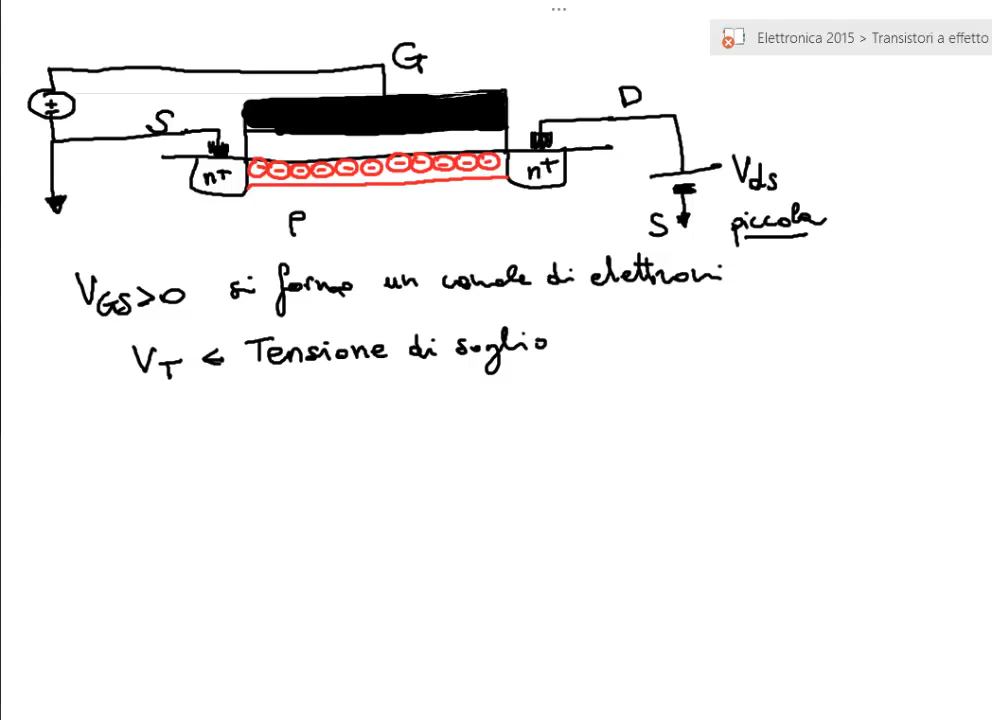 ...
Elettronica 2015 > Transistori a effetto
G
±
S
D
n+
n+
Vds
piccola
P
S
VGS>0 si forma un canale di elettroni
VT < Tensione di soglia